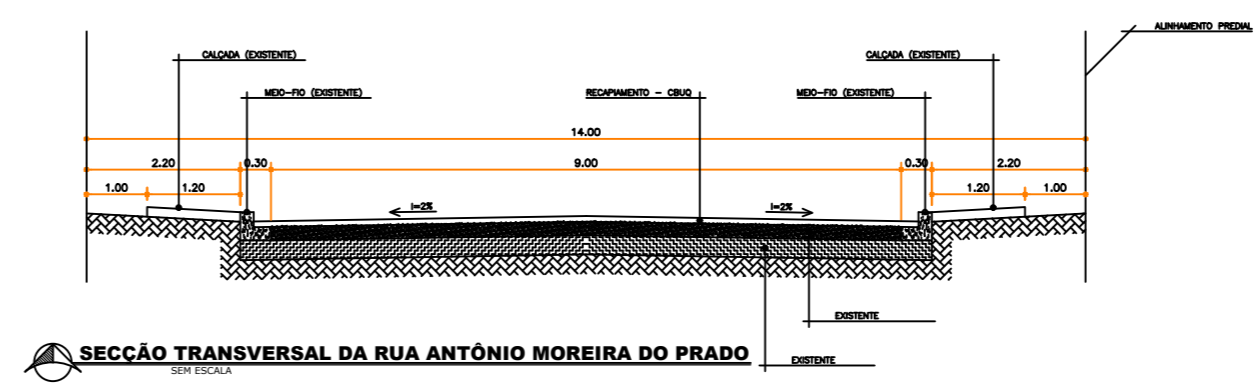 ALINHAMENTO PREDIAL
CALÇADA (EXISTENTE)
CALÇADA (EXISTENTE)
MEIO-FIO (EXISTENTE)
RECAPIAMENTO - CBUQ
MEIO-FIO (EXISTENTE)
14.00
2.20
0.30
9.00
0.30
2.20
1.00
1.20
1.20
1.00
I=2%
I=2%
EXISTENTE
SECÇÃO TRANSVERSAL DA RUA ANTÔNIO MOREIRA DO PRADO
EXISTENTE
SEM ESCALA